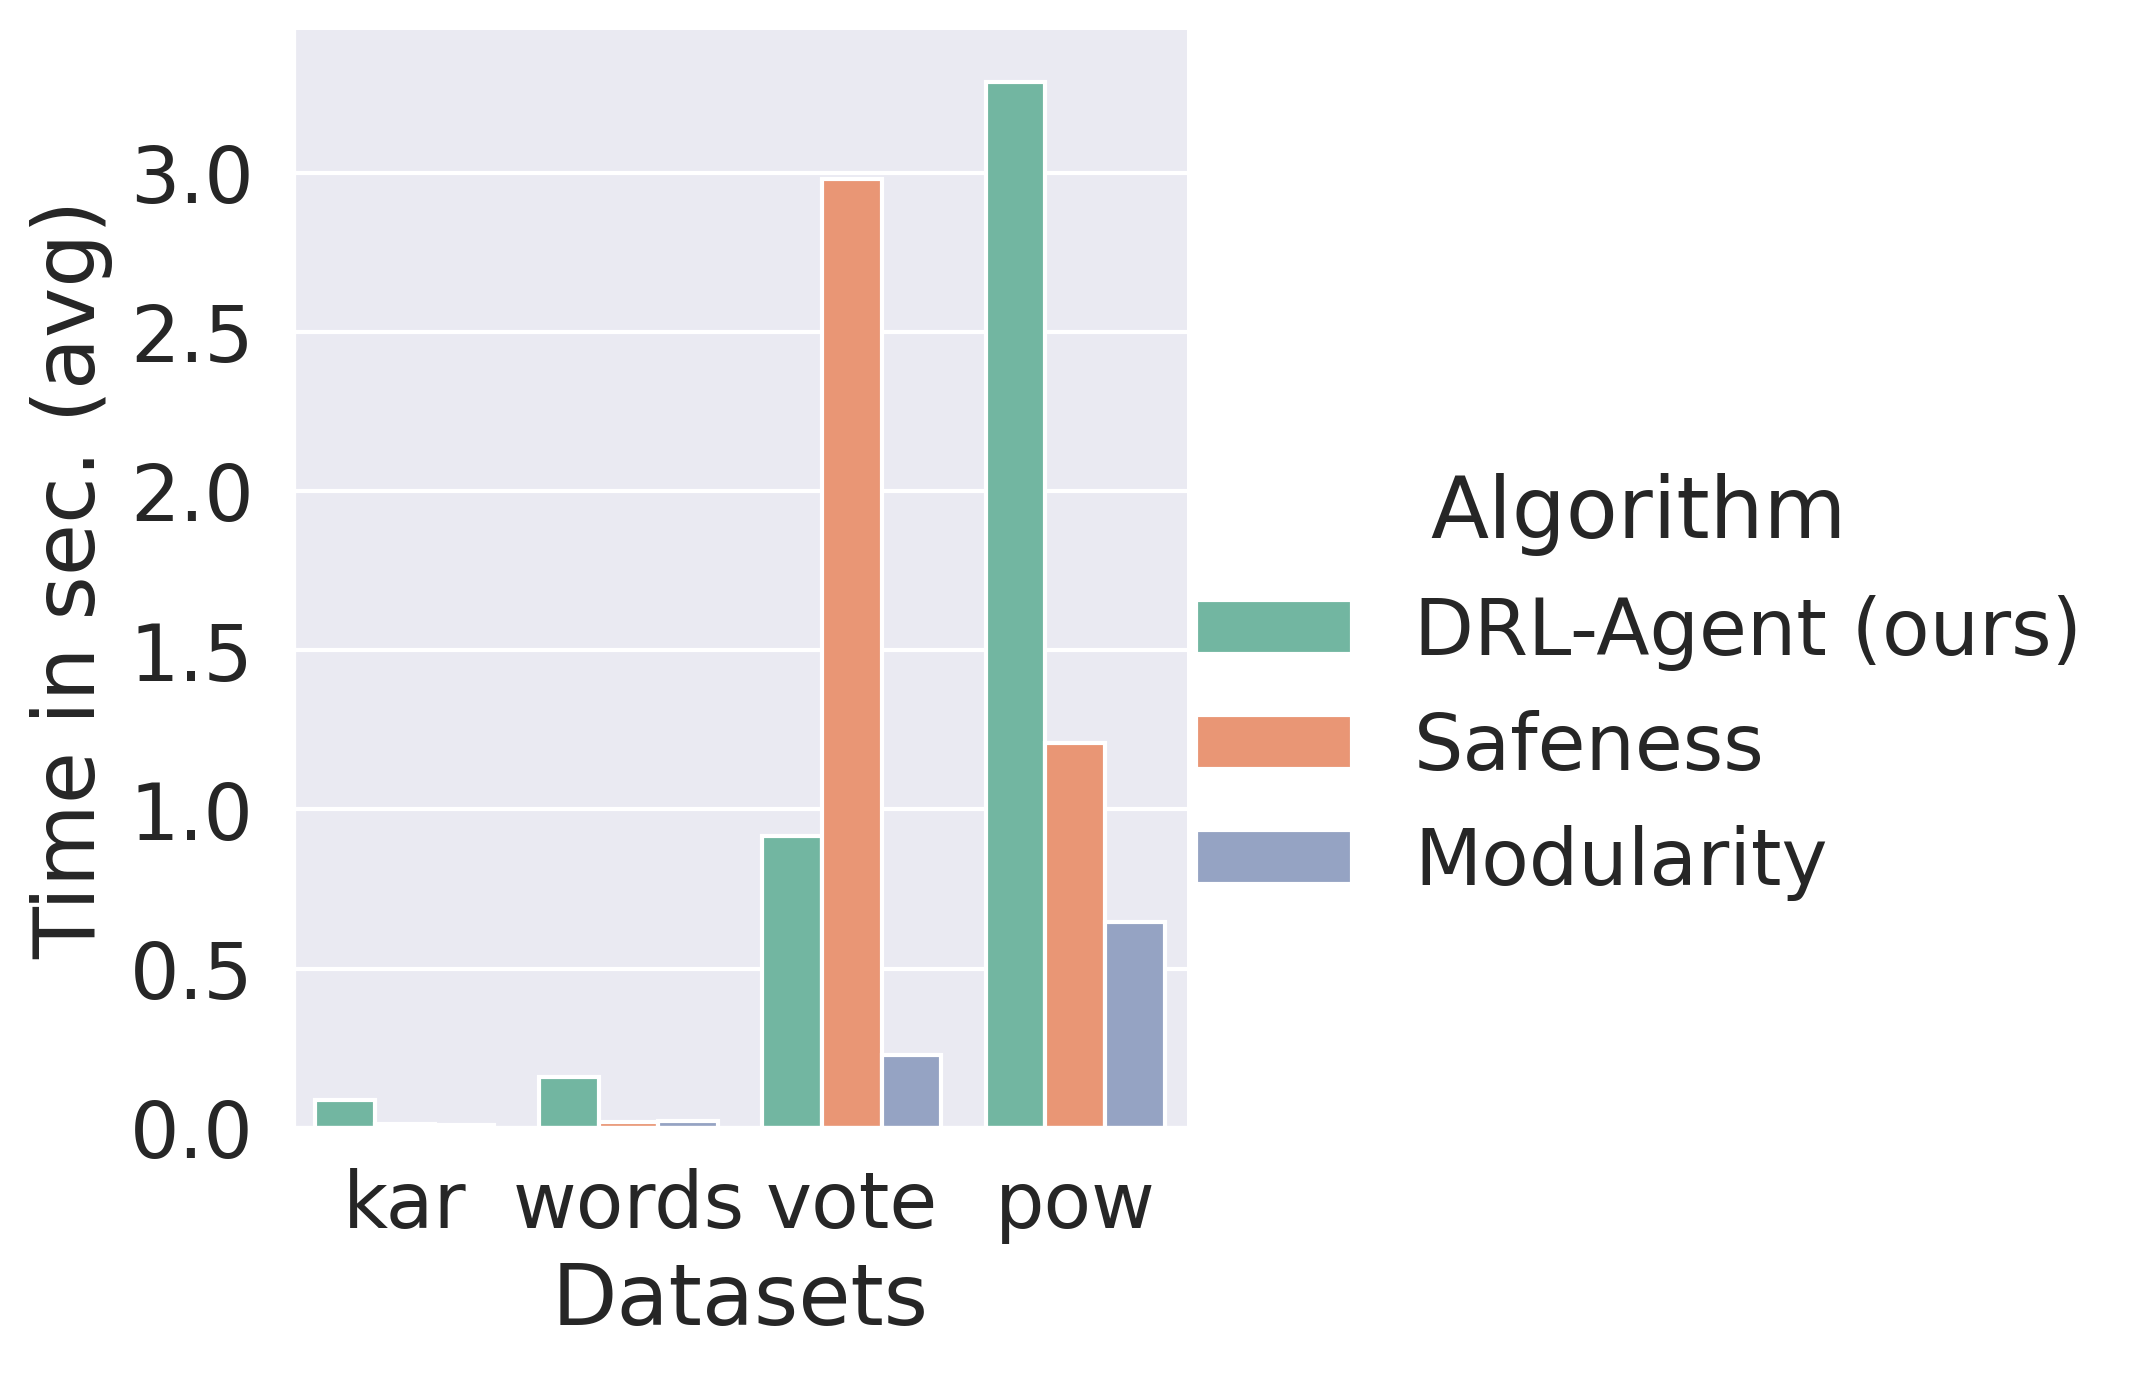 Time in sec. (avg)
3.0
2.5
2.0
1.5
1.0
0.5
0.0
kar words vote pow
Datasets
Algorithm
DRL-Agent (ours)
Safeness
Modularity